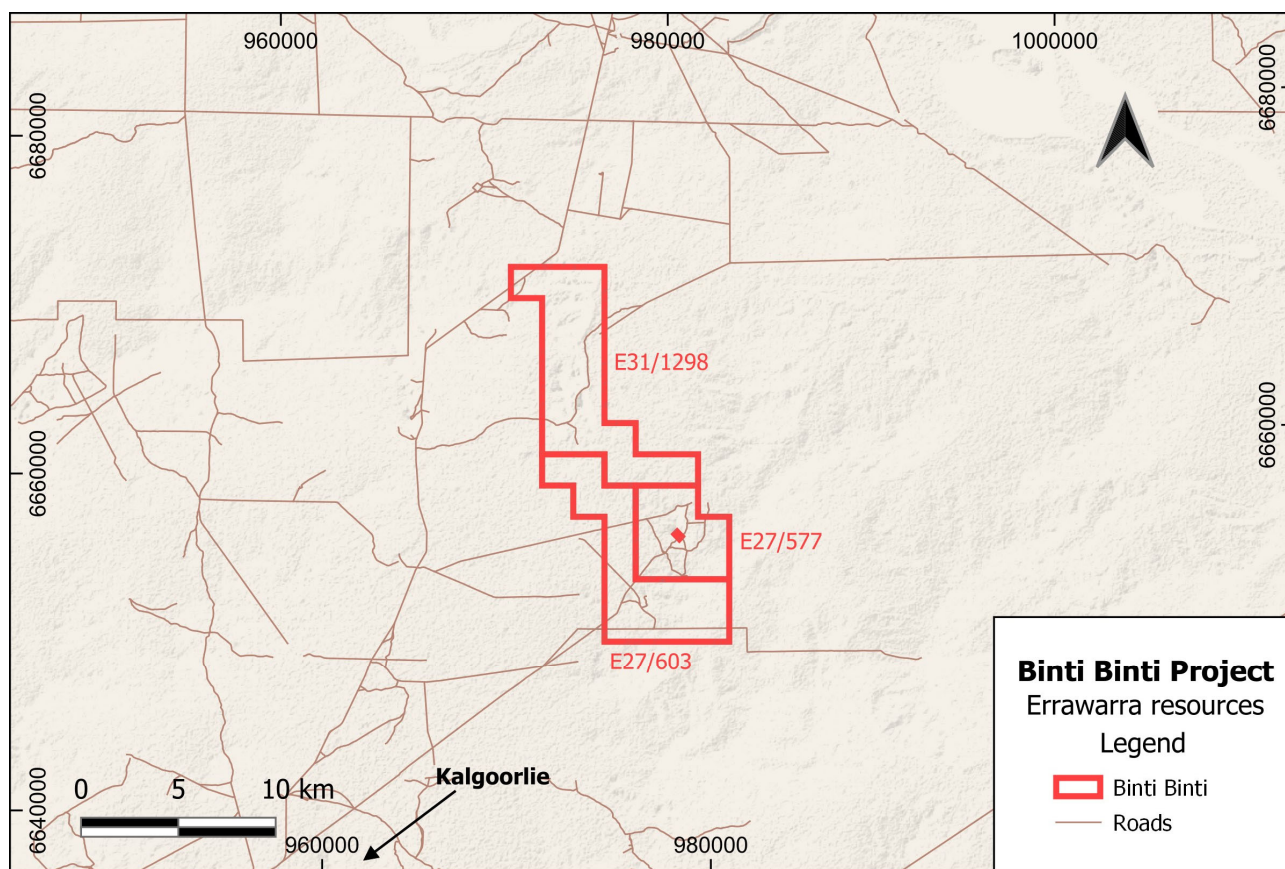 960000
980000
1000000
6680000
6680000
E31/1298
6660000
6660000
E27/577
E27/603
Binti Binti Project
Errawarra resources
Legend
Binti Binti
Roads
Kalgoorlie
0 5 10 km
6640000
960000
980000